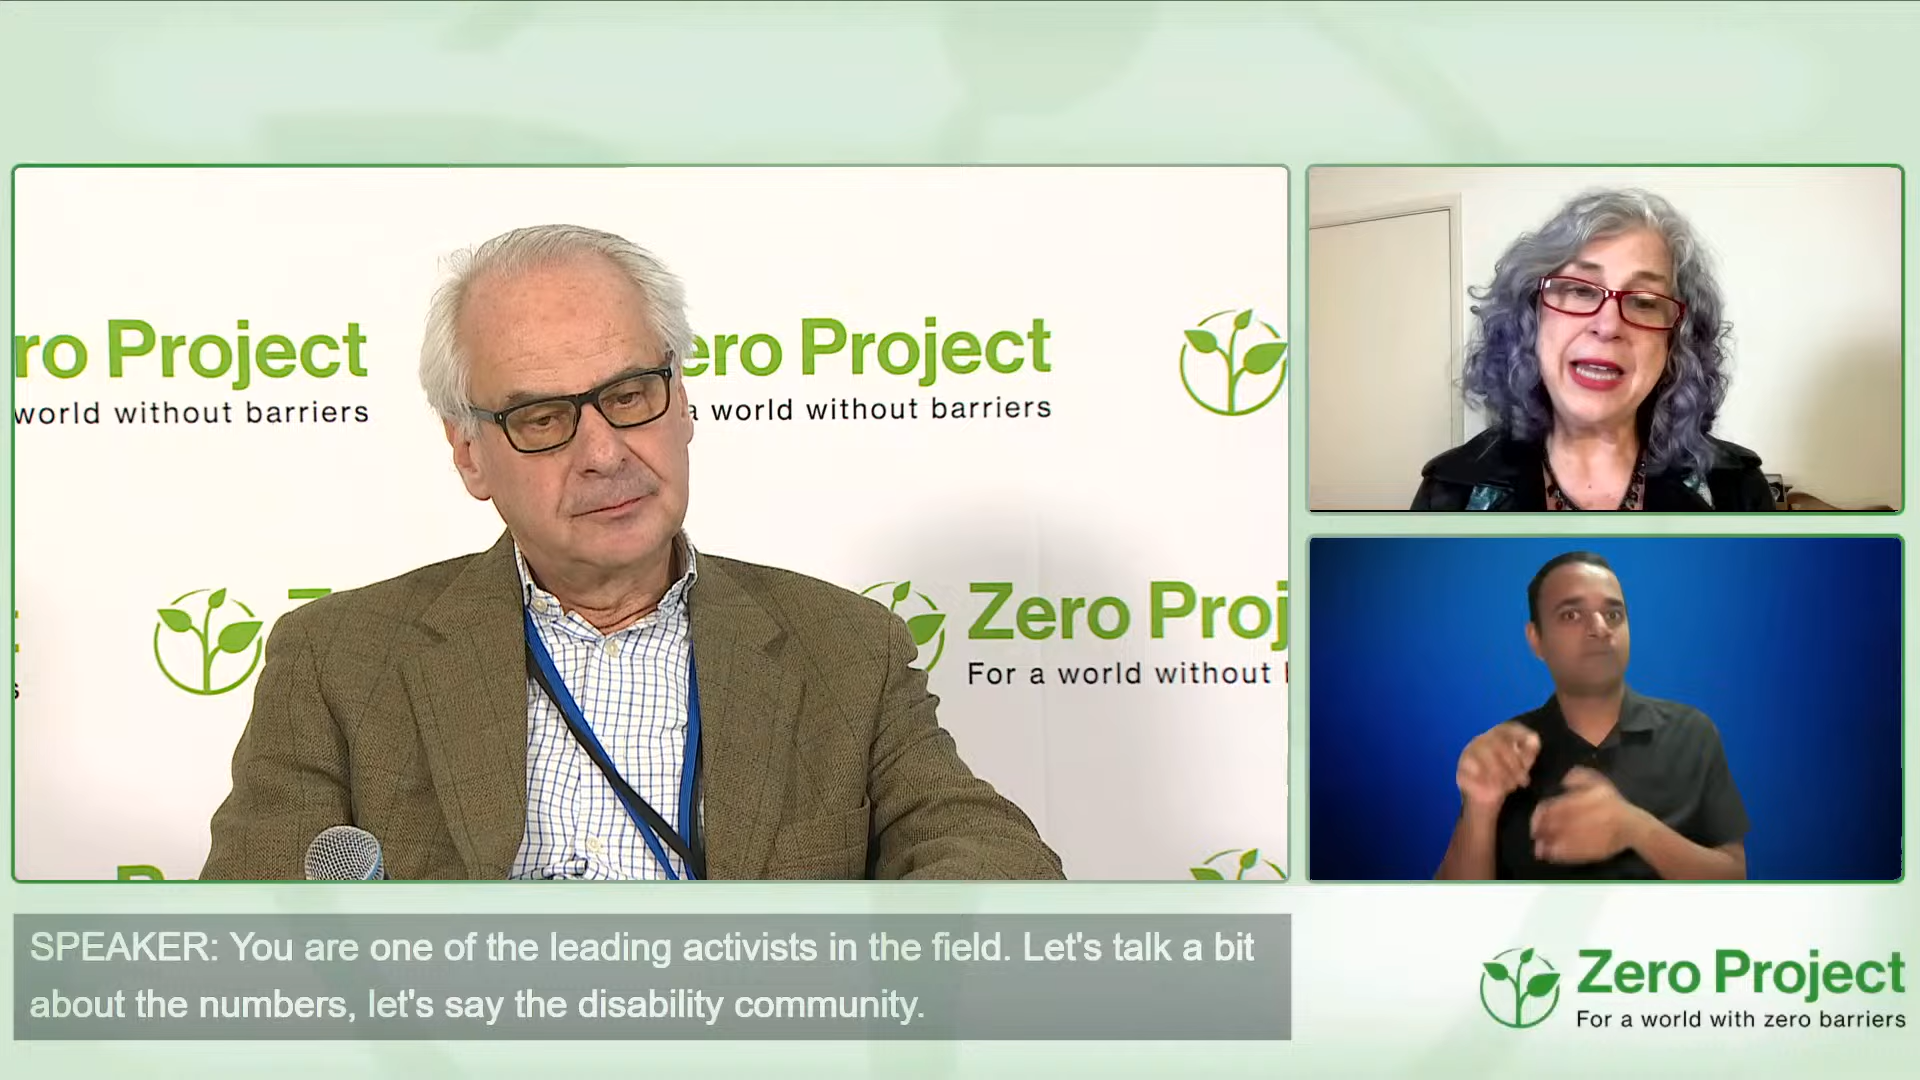 ro Project
world without barriers
ero Project
a world without barriers
Zero Proj
For a world without
SPEAKER: You are one of the leading activists in the field. Let's talk a bit
about the numbers, let's say the disability community.
Zero Project
For a world with zero barriers